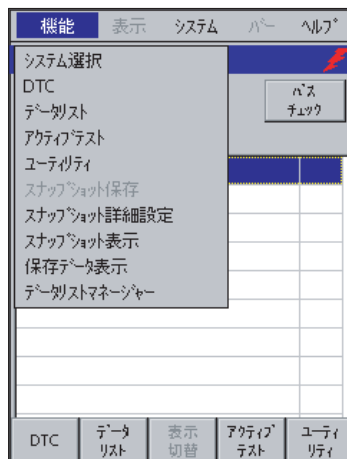 機能 表示 システム バー ヘルプ
システム選択
DTC
データリスト
アクティブテスト
ユーティリティ
スナップショット保存
スナップショット詳細設定
スナップショット表示
保存データ表示
データリストマネージャー
バス
チェック
DTC
データ
リスト
表示
切替
アクティブ
テスト
ユーティ
リティ